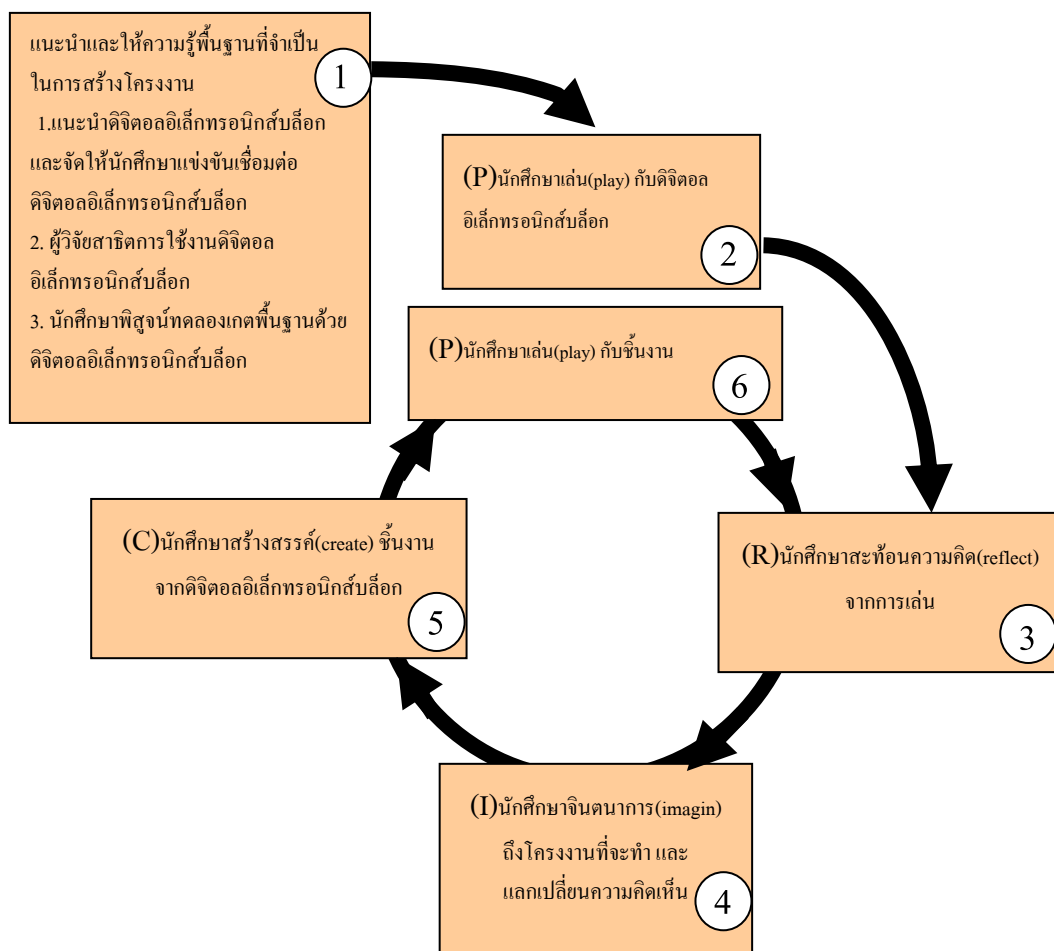 แนะนำและให้ความรู้พื้นฐานที่จำเป็น
ในการสร้างโครงงาน
1
1.แนะนำดิจิตอลอิเล็กทรอนิกส์บล็อก
และจัดให้นักศึกษาแข่งขันเชื่อมต่อ
ดิจิตอลอิเล็กทรอนิกส์บล็อก
2. ผู้วิจัยสาธิตการใช้งานดิจิตอล
อิเล็กทรอนิกส์บล็อก
3. นักศึกษาพิสูจน์ทดลองเกตพื้นฐานด้วย
ดิจิตอลอิเล็กทรอนิกส์บล็อก
(P)นักศึกษาเล่น(play) กับดิจิตอล
อิเล็กทรอนิกส์บล็อก
2
(P)นักศึกษาเล่น(play) กับชิ้นงาน
6
(C)นักศึกษาสร้างสรรค์(create) ชิ้นงาน
จากดิจิตอลอิเล็กทรอนิกส์บล็อก
5
(R)นักศึกษาสะท้อนความคิด(reflect)
จากการเล่น
3
(I)นักศึกษาจินตนาการ(imagin)
ถึงโครงงานที่จะทำ และ
แลกเปลี่ยนความคิดเห็น
4